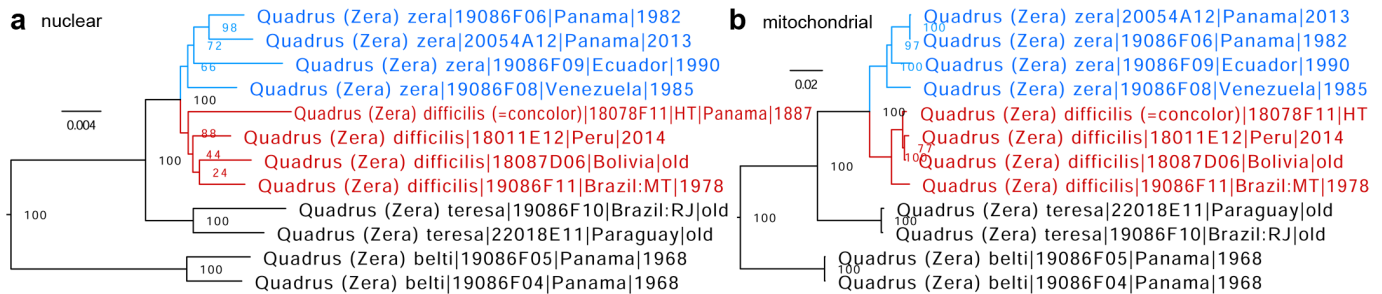 a nuclear
Quadrus (Zera) zera|19086F06|Panama|1982
98
Quadrus (Zera) zera|20054A12|Panama|2013
72
Quadrus (Zera) zera|19086F09|Ecuador|1990
66
Quadrus (Zera) zera|19086F08|Venezuela|1985
100
0.004
Quadrus (Zera) difficilis (=concolor)|18078F11|HT|Panama|1887
88
Quadrus (Zera) difficilis|18011E12|Peru|2014
44
100
Quadrus (Zera) difficilis|18087D06|Bolivia|old
24
Quadrus (Zera) difficilis|19086F11|Brazil:MT|1978
Quadrus (Zera) teresa|19086F10|Brazil:RJ|old
100
100
Quadrus (Zera) teresa|22018E11|Paraguay|old
Quadrus (Zera) belti|19086F05|Panama|1968
100
Quadrus (Zera) belti|19086F04|Panama|1968
b mitochondrial
Quadrus (Zera) zera|20054A12|Panama|2013
100
Quadrus (Zera) zera|19086F06|Panama|1982
97
Quadrus (Zera) zera|19086F09|Ecuador|1990
100
0.02
Quadrus (Zera) zera|19086F08|Venezuela|1985
100
Quadrus (Zera) difficilis (=concolor)|18078F11|HT
Quadrus (Zera) difficilis|18011E12|Peru|2014
77
100
Quadrus (Zera) difficilis|18087D06|Bolivia|old
100
Quadrus (Zera) difficilis|19086F11|Brazil:MT|1978
Quadrus (Zera) teresa|22018E11|Paraguay|old
100
100
Quadrus (Zera) teresa|19086F10|Brazil:RJ|old
Quadrus (Zera) belti|19086F05|Panama|1968
100
Quadrus (Zera) belti|19086F04|Panama|1968